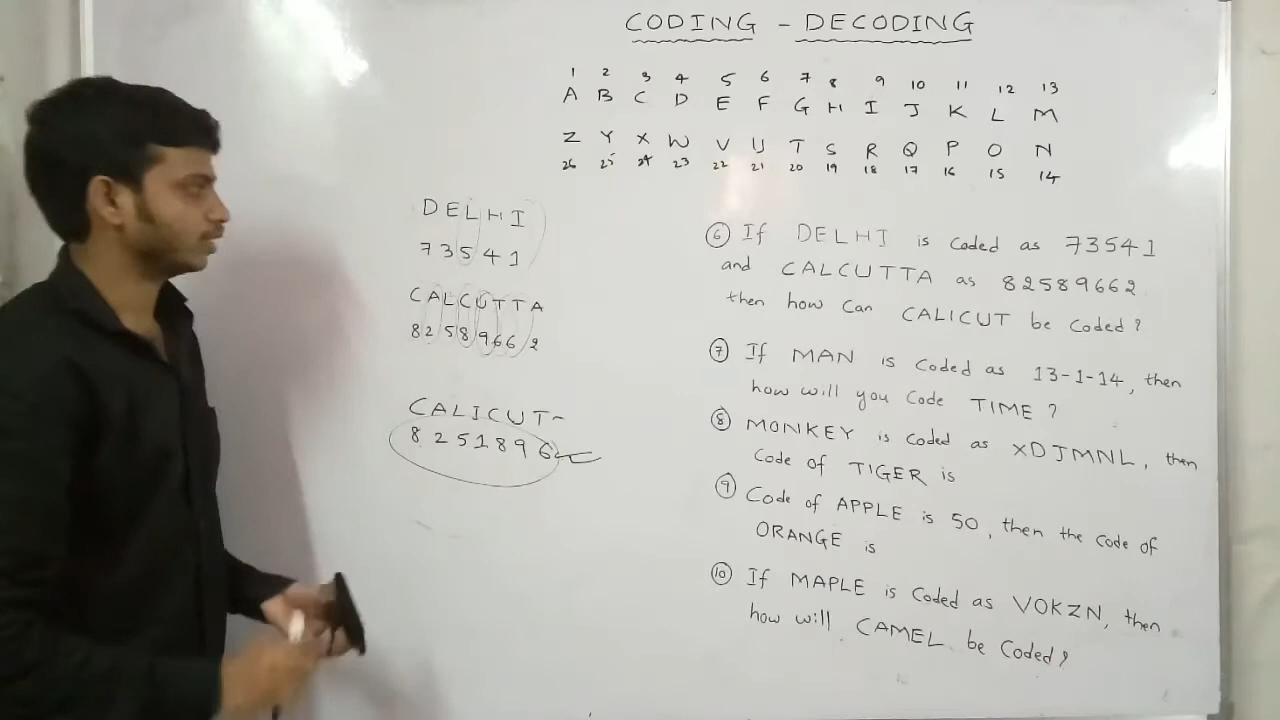 CODING - DECODING
1 2 3 4 5 6 7 8 9 10 11 12 13
A B C D E F G H I J K L M
Z Y X W V U T S R Q P O N
26 25 24 23 22 21 20 19 18 17 16 15 14
DELHI
73541
CALCUTTA
82589662
CALICUT
8251896
6 If DELHI is coded as 73541
and CALCUTTA as 82589662
then how can CALICUT be coded?
7 If MAN is coded as 13-1-14, then
how will you code TIME?
8 MONKEY is coded as XDJMNL, then
Code of TIGER is
9 Code of APPLE is 50, then the code of
ORANGE is
10 If MAPLE is coded as VOKZN, then
how will CAMEL be coded?